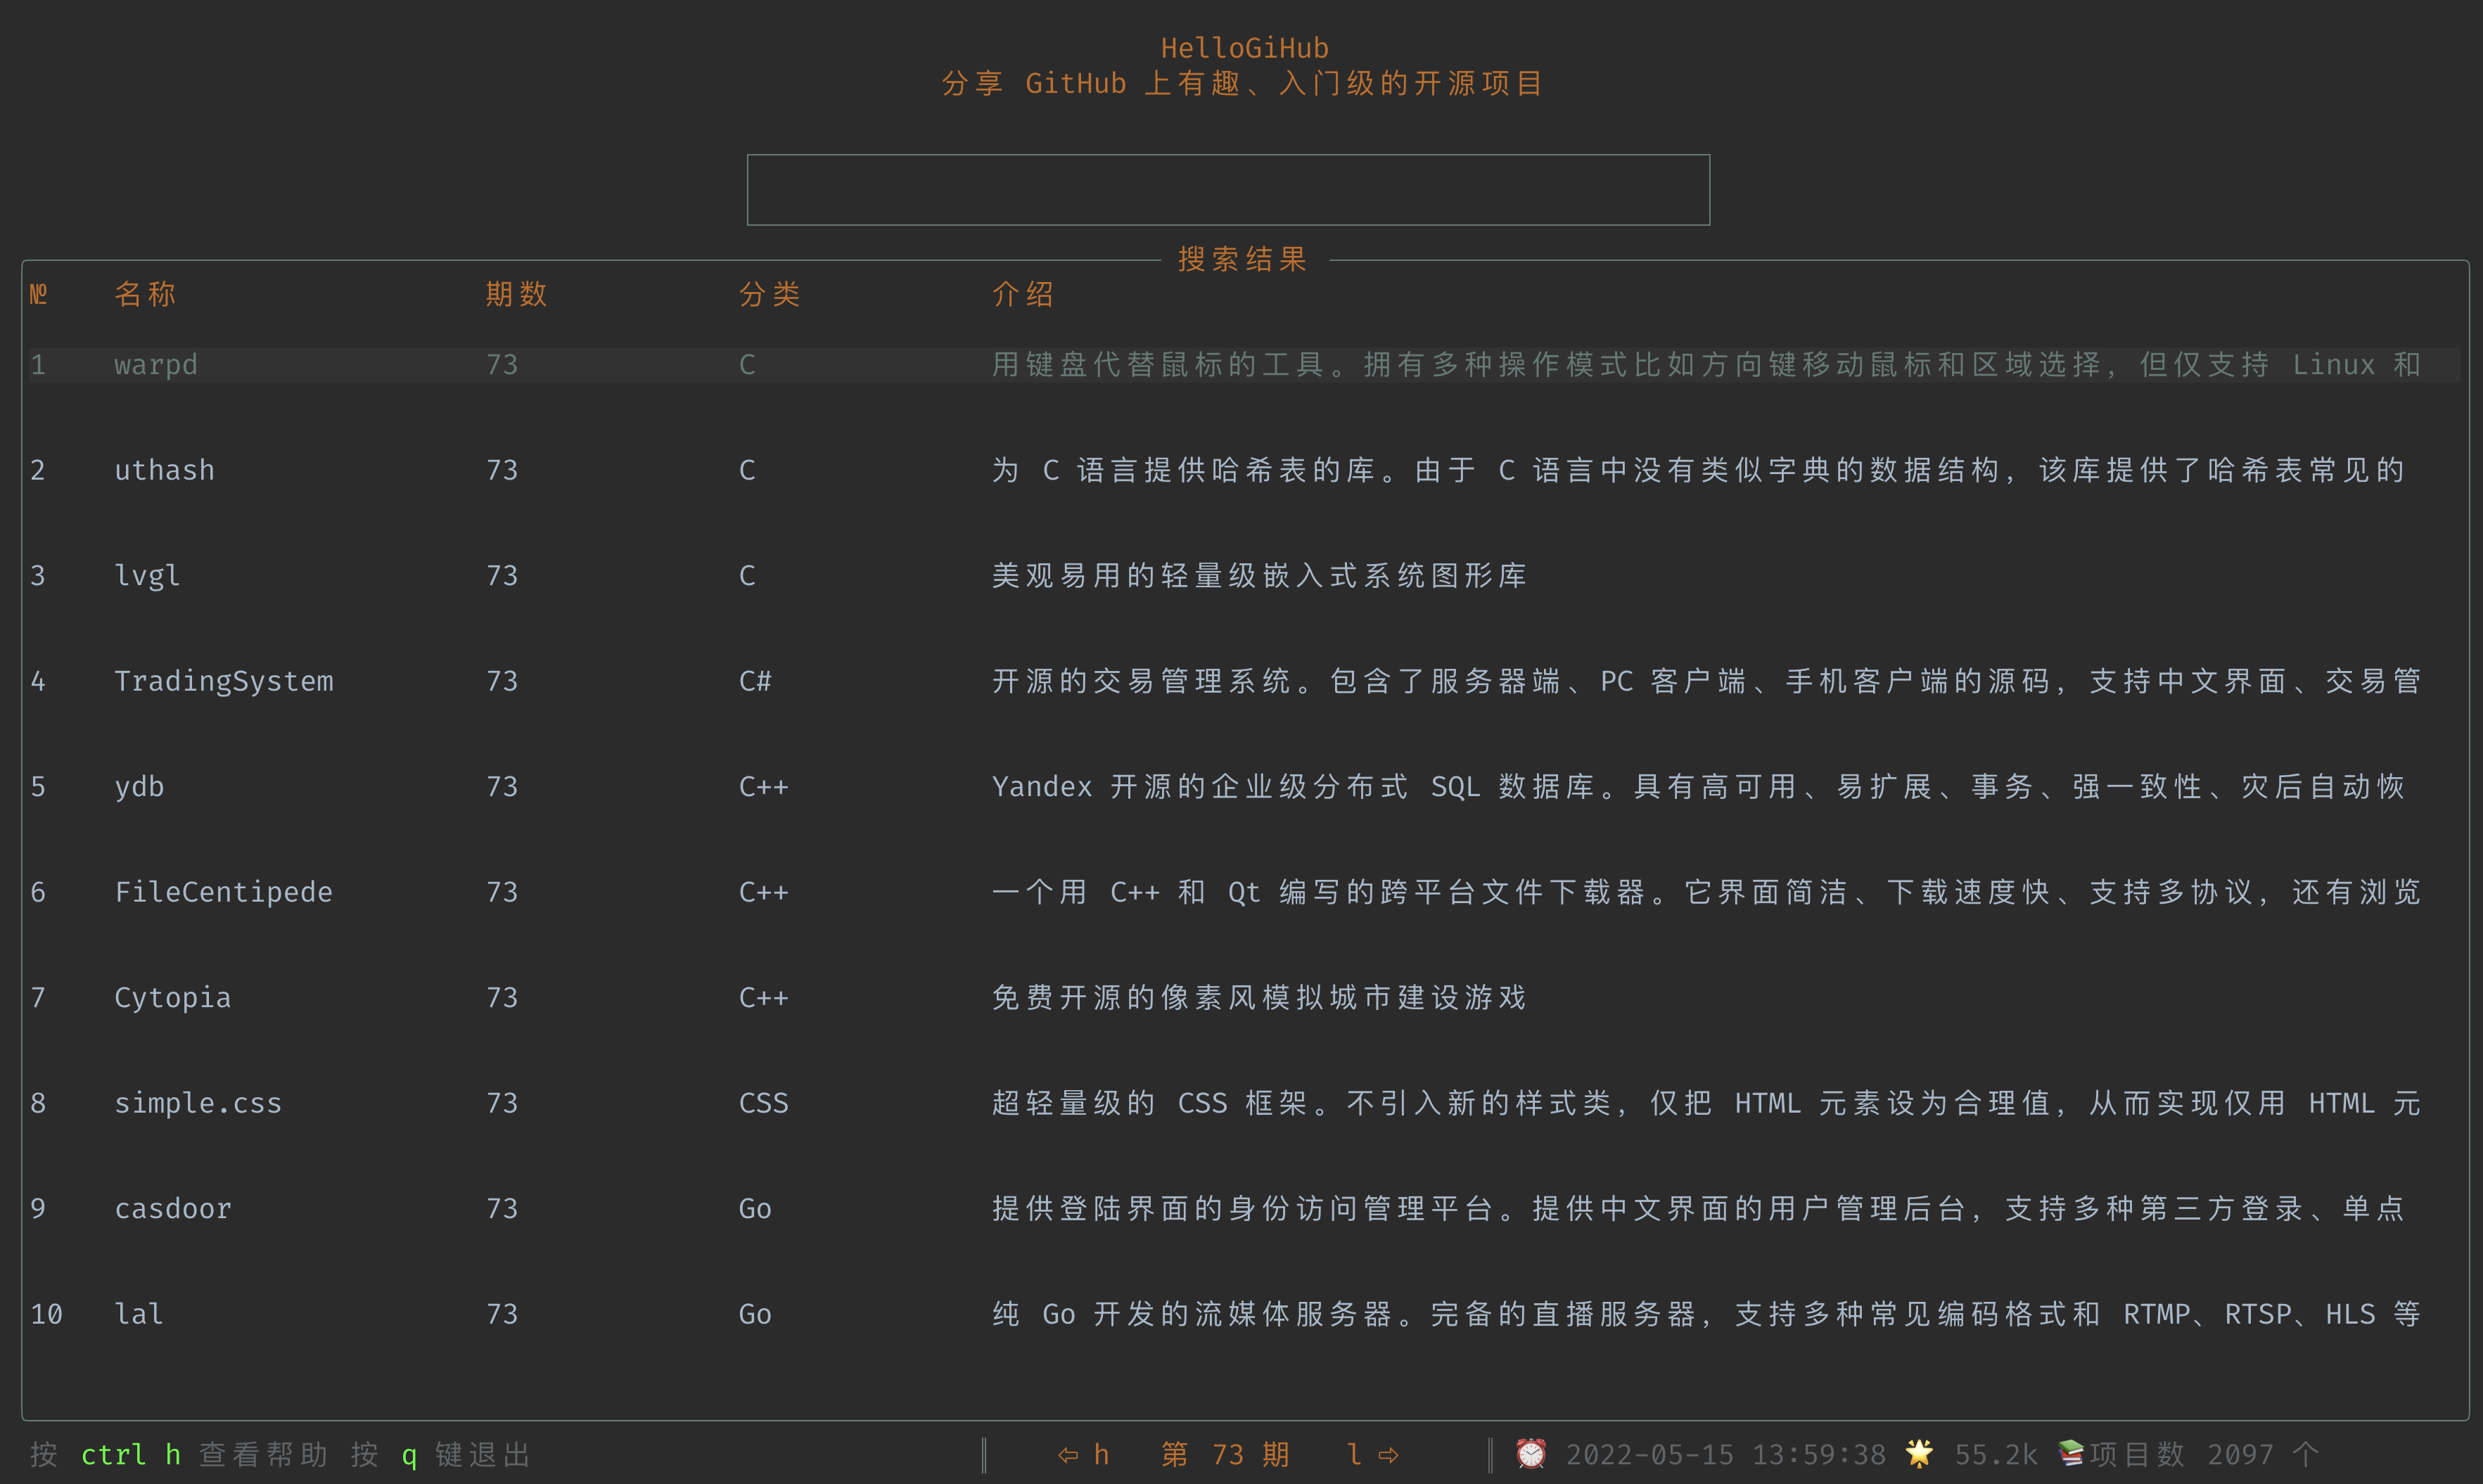 HelloGiHub
分享 GitHub 上有趣、入门级的开源项目
搜索结果
№ 名称 期数 分类 介绍
1 warpd 73 C 用键盘代替鼠标的工具。拥有多种操作模式比如方向键移动鼠标和区域选择，但仅支持 Linux 和
2 uthash 73 C 为 C 语言提供哈希表的库。由于 C 语言中没有类似字典的数据结构，该库提供了哈希表常见的
3 lvgl 73 C 美观易用的轻量级嵌入式系统图形库
4 TradingSystem 73 C# 开源的交易管理系统。包含了服务器端、PC 客户端、手机客户端的源码，支持中文界面、交易管
5 ydb 73 C++ Yandex 开源的企业级分布式 SQL 数据库。具有高可用、易扩展、事务、强一致性、灾后自动恢
6 FileCentipede 73 C++ 一个用 C++ 和 Qt 编写的跨平台文件下载器。它界面简洁、下载速度快、支持多协议，还有浏览
7 Cytopia 73 C++ 免费开源的像素风模拟城市建设游戏
8 simple.css 73 CSS 超轻量级的 CSS 框架。不引入新的样式类，仅把 HTML 元素设为合理值，从而实现仅用 HTML 元
9 casdoor 73 Go 提供登陆界面的身份访问管理平台。提供中文界面的用户管理后台，支持多种第三方登录、单点
10 lal 73 Go 纯 Go 开发的流媒体服务器。完备的直播服务器，支持多种常见编码格式和 RTMP、RTSP、HLS 等
按 ctrl h 查看帮助 按 q 键退出 ║ ⇦ h 第 73 期 l ⇨ ║ ⏰ 2022-05-15 13:59:38 🌟 55.2k 📚项目数 2097 个